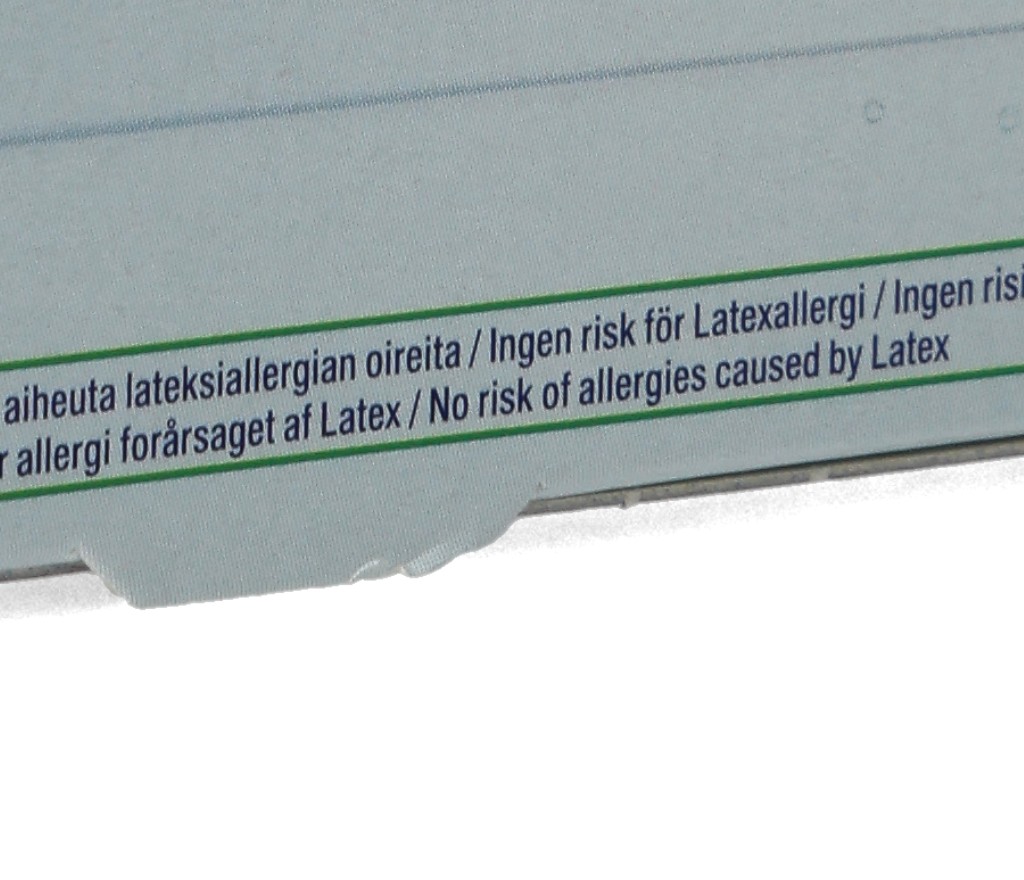 aiheuta lateksiallergian oireita / Ingen risk för Latexallergi / Ingen risi
r allergi forårsaget af Latex / No risk of allergies caused by Latex